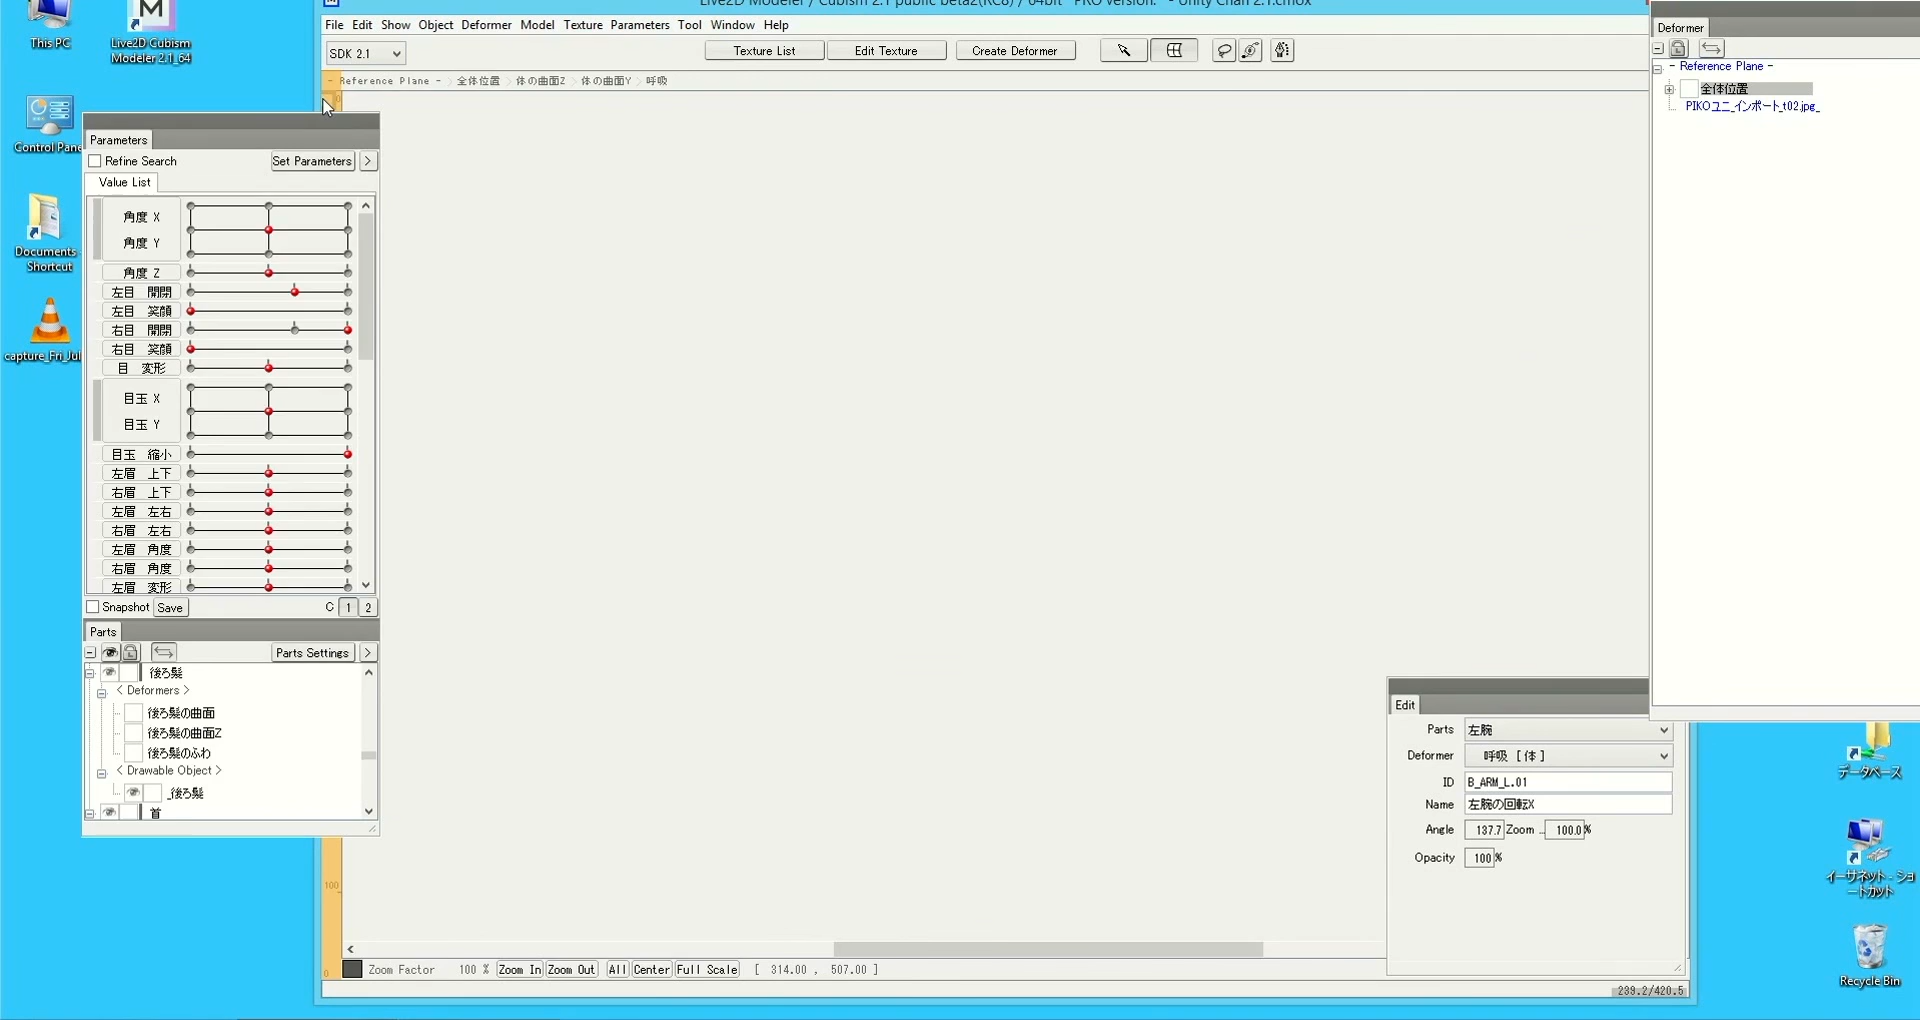 This PC
Live2D Cubism
Modeler 2.1_64
Control Pane
Documents -
Shortcut
capture_Fri_Jul
Live2D Modeler / Cubism 2.1 public beta2(RC8) / 64bit
PRO version.
- Unity Chan 2.1.cmox
File Edit Show Object Deformer Model Texture Parameters Tool Window Help
SDK 2.1
Texture List
Edit Texture
Create Deformer
- Reference Plane - 全体位置 体の曲面Z 体の曲面Y 呼吸
Parameters
Refine Search
Set Parameters
>
Value List
角度 X
角度 Y
角度 Z
左目 開閉
左目 笑顔
右目 開閉
右目 笑顔
目 変形
目玉 X
目玉 Y
目玉 縮小
左眉 上下
右眉 上下
左眉 左右
右眉 左右
左眉 角度
右眉 角度
左眉 変形
Snapshot
Save
C 1 2
Parts
Parts Settings
>
後ろ髪
< Deformers >
後ろ髪の曲面
後ろ髪の曲面Z
後ろ髪のふわ
< Drawable Object >
_後ろ髪
首
100
0
Zoom Factor 100 % Zoom In Zoom Out All Center Full Scale [ 314.00 , 507.00 ]
239.2/420.5
Deformer
- Reference Plane -
全体位置
PIKOユニ_インポート_t02.jpg_
Edit
Parts 左腕
Deformer 呼吸 [ 体 ]
ID B_ARM_L.01
Name 左腕の回転X
Angle 137.7 Zoom .. 100.0 %
Opacity 100 %
データベース
イーサネット - ショ
ートカット
Recycle Bin